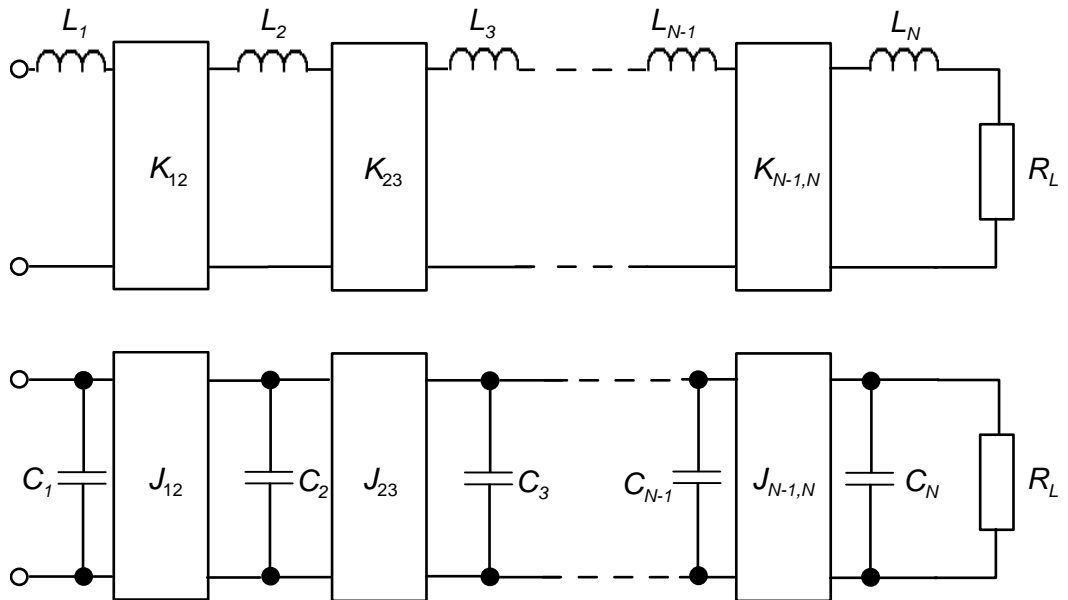 L1 L2 L3 LN-1 LN
K12 K23 KN-1,N RL
C1 J12 C2 J23 C3 CN-1 JN-1,N CN RL